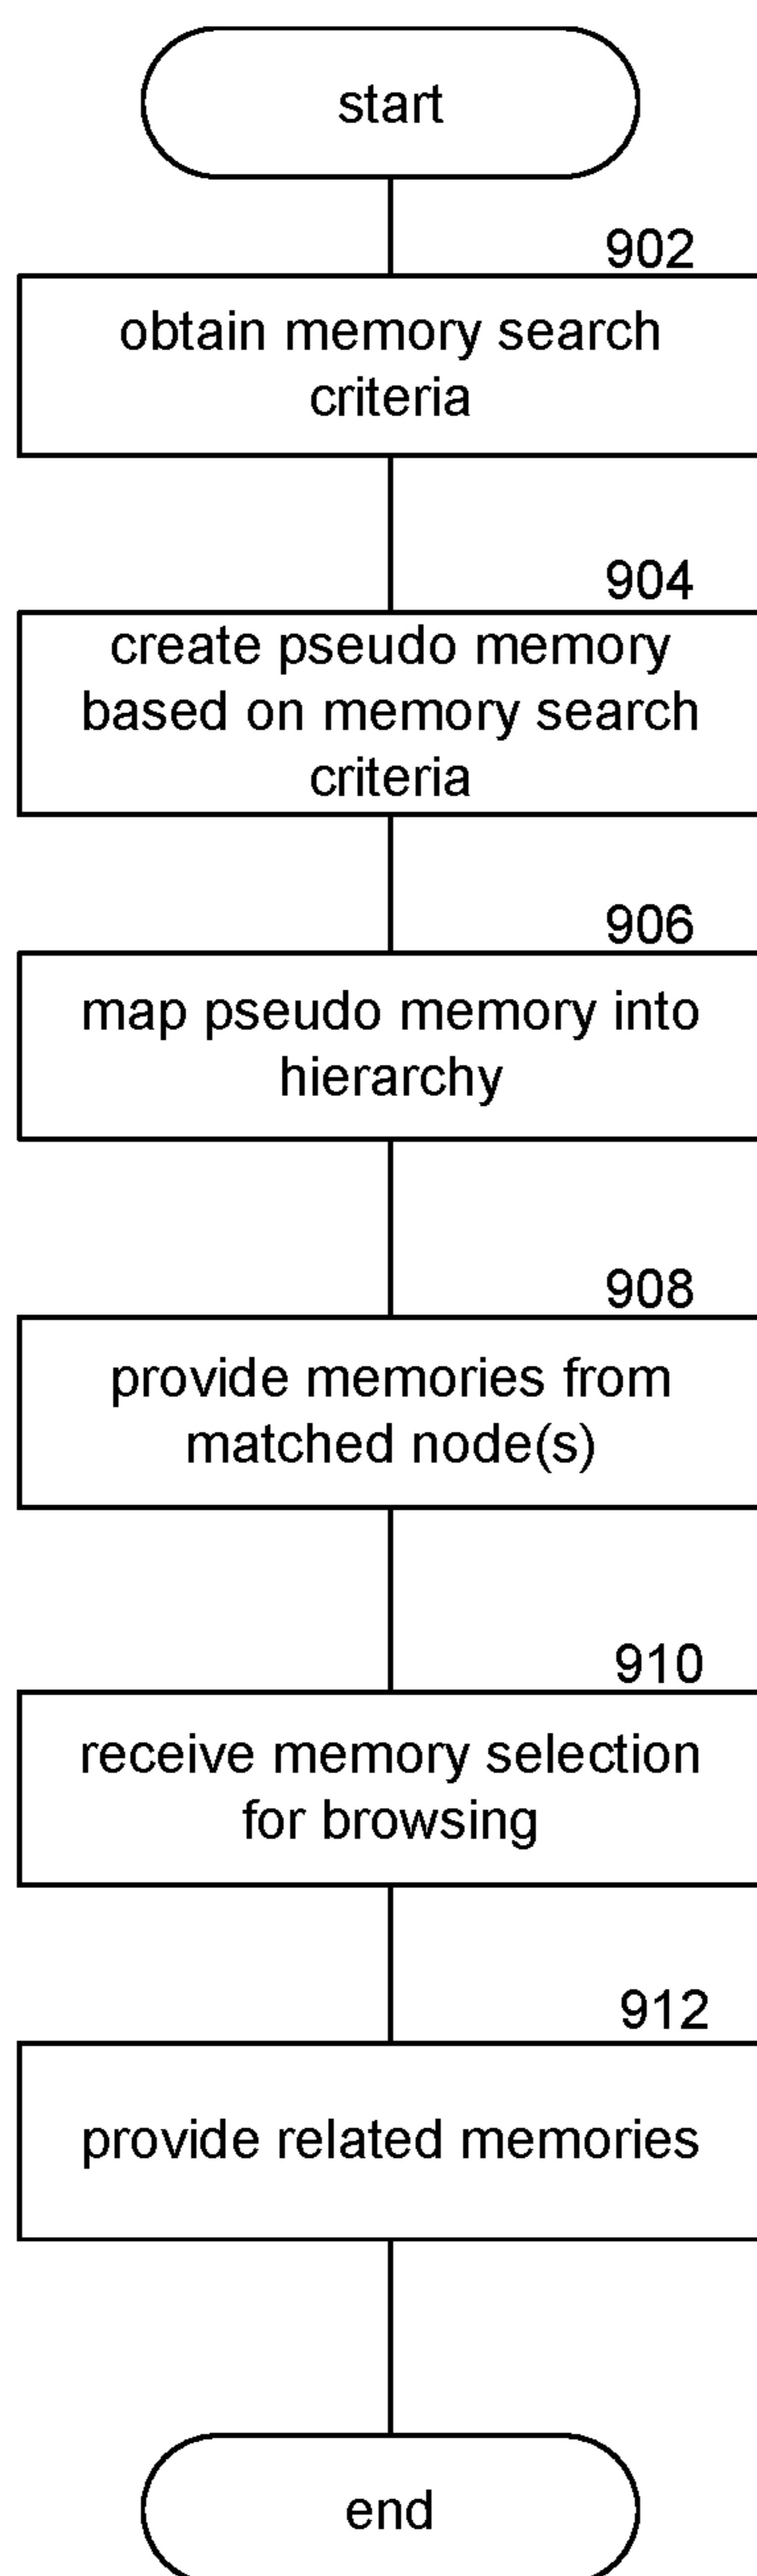 start
902
obtain memory search
criteria
904
create pseudo memory
based on memory search
criteria
906
map pseudo memory into
hierarchy
908
provide memories from
matched node(s)
910
receive memory selection
for browsing
912
provide related memories
end